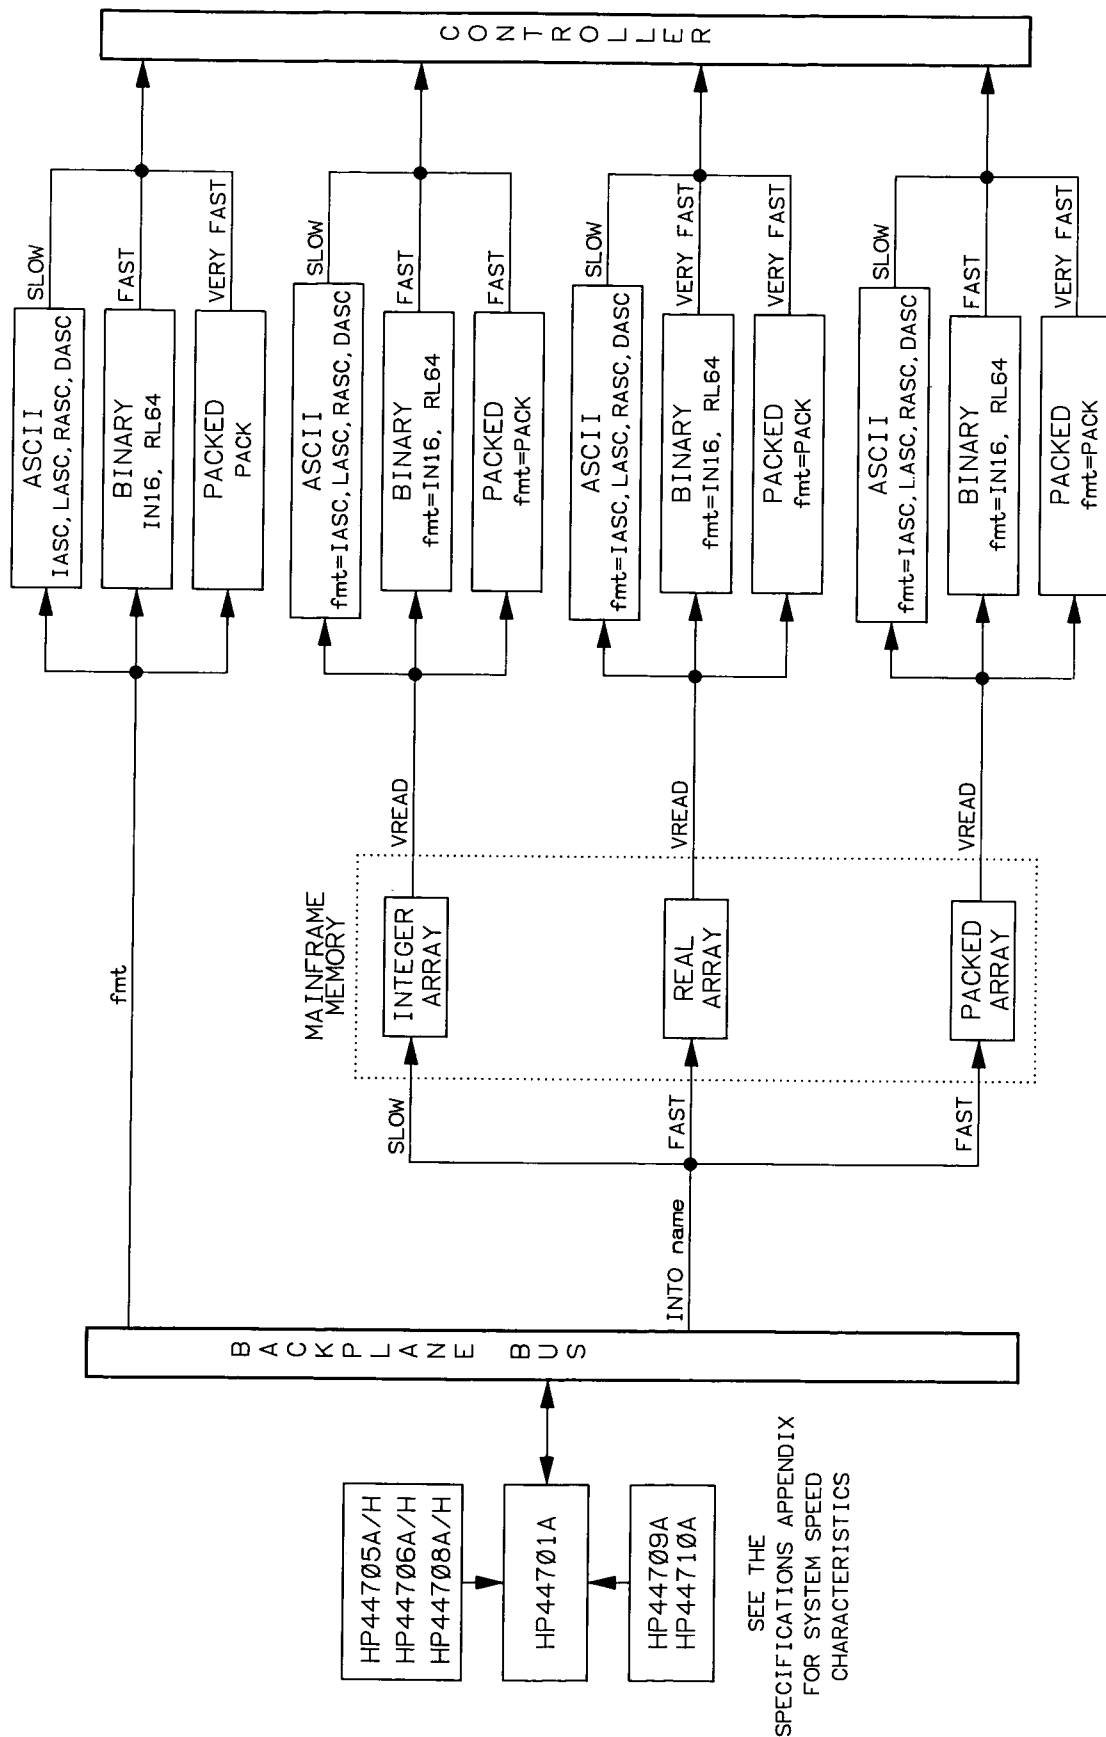 HP44705A/H
HP44706A/H
HP44708A/H
HP44701A
HP44709A
HP44710A
SEE THE
SPECIFICATIONS APPENDIX
FOR SYSTEM SPEED
CHARACTERISTICS
BACKPLANE BUS
fmt
INTO name
SLOW
FAST
FAST
MAINFRAME
MEMORY
INTEGER
ARRAY
REAL
ARRAY
PACKED
ARRAY
VREAD
VREAD
VREAD
ASCII
IASC, LASC, RASC, DASC
SLOW
BINARY
IN16, RL64
FAST
PACKED
PACK
VERY FAST
ASCII
fmt=IASC, LASC, RASC, DASC
SLOW
BINARY
fmt=IN16, RL64
FAST
PACKED
fmt=PACK
FAST
ASCII
fmt=IASC, LASC, RASC, DASC
SLOW
BINARY
fmt=IN16, RL64
VERY FAST
PACKED
fmt=PACK
VERY FAST
ASCII
fmt=IASC, LASC, RASC, DASC
SLOW
BINARY
fmt=IN16, RL64
FAST
PACKED
fmt=PACK
VERY FAST
CONTROLLER